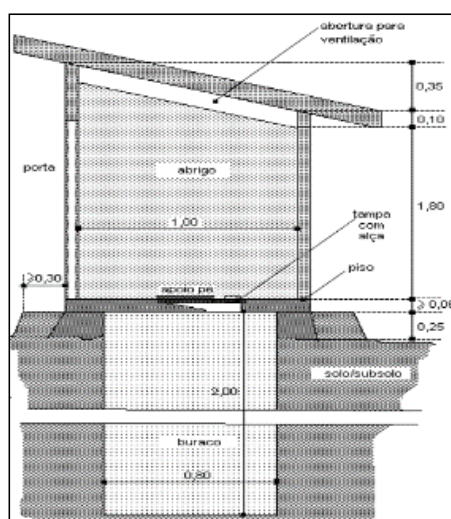 abertura para
ventilação
0,35
0,10
porta
abrigo
1,80
1,00
tampa
com
alça
apoio pé
piso
≥0,30
≥ 0,06
0,25
solo/subsolo
2,00
buraco
0,80